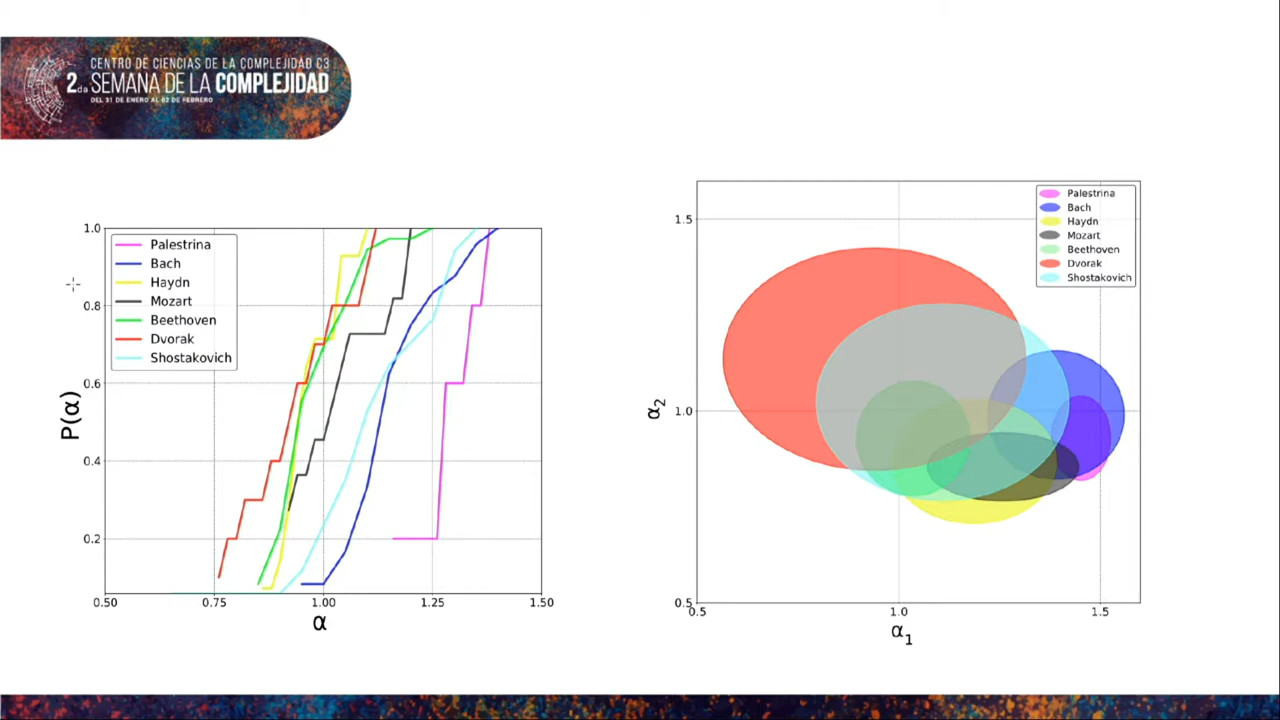 CENTRO DE CIENCIAS DE LA COMPLEJIDAD C3
2da SEMANA DE LA COMPLEJIDAD
DEL 31 DE ENERO AL 02 DE FEBRERO
1.0
0.8
0.6
0.4
0.2
P(α)
Palestrina
Bach
Haydn
Mozart
Beethoven
Dvorak
Shostakovich
0.50 0.75 1.00 1.25 1.50
α
1.5
1.0
0.5
α2
Palestrina
Bach
Haydn
Mozart
Beethoven
Dvorak
Shostakovich
0.5 1.0 1.5
α1